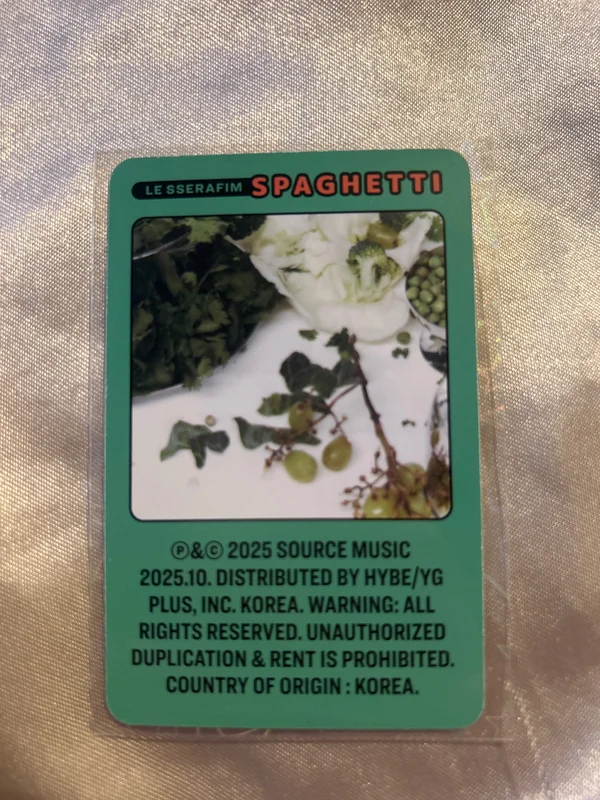 LE SSERAFIM SPAGHETTI
Ⓟ&Ⓒ 2025 SOURCE MUSIC
2025.10. DISTRIBUTED BY HYBE/YG
PLUS, INC. KOREA. WARNING: ALL
RIGHTS RESERVED. UNAUTHORIZED
DUPLICATION & RENT IS PROHIBITED.
COUNTRY OF ORIGIN : KOREA.